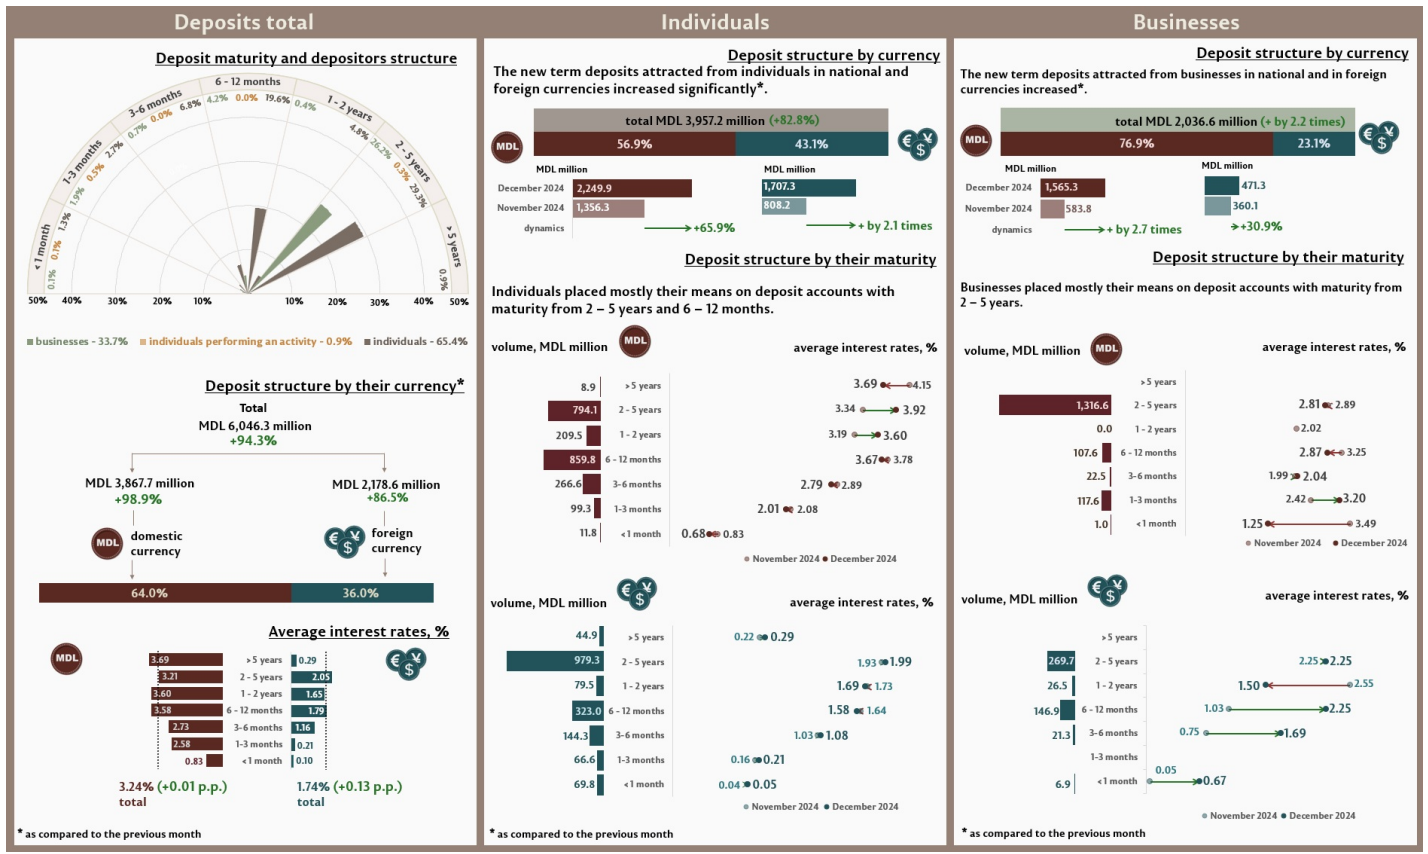 Deposits total
Deposit maturity and depositors structure
< 1 month
1-3 months
3-6 months
6 - 12 months
1 - 2 years
2 - 5 years
> 5 years
0.1%
0.1%
1.3%
1.9%
0.5%
2.7%
0.7%
0.0%
6.8%
4.2%
0.0%
19.6%
0.4%
4.8%
26.2%
0.3%
29.3%
0.9%
50% 40% 30% 20% 10% 10% 20% 30% 40% 50%
businesses - 33.7% individuals performing an activity - 0.9% individuals - 65.4%
Deposit structure by their currency*
Total
MDL 6,046.3 million
+94.3%
MDL 3,867.7 million
+98.9%
MDL 2,178.6 million
+86.5%
MDL domestic
currency
€ ¥ $ foreign
currency
64.0% 36.0%
Average interest rates, %
MDL
€ ¥ $
3.69 > 5 years 0.29
3.21 2 - 5 years 2.05
3.60 1 - 2 years 1.65
3.58 6 - 12 months 1.79
2.73 3-6 months 1.16
2.58 1-3 months 0.21
0.83 < 1 month 0.10
3.24% (+0.01 p.p.)
total
1.74% (+0.13 p.p.)
total
* as compared to the previous month
Individuals
Deposit structure by currency
The new term deposits attracted from individuals in national and
foreign currencies increased significantly*.
total MDL 3,957.2 million (+82.8%)
MDL 56.9% 43.1% € ¥ $
MDL million MDL million
December 2024 2,249.9 1,707.3
November 2024 1,356.3 808.2
dynamics +65.9% + by 2.1 times
Deposit structure by their maturity
Individuals placed mostly their means on deposit accounts with
maturity from 2 – 5 years and 6 – 12 months.
volume, MDL million MDL average interest rates, %
8.9 > 5 years 3.69 4.15
794.1 2 - 5 years 3.34 3.92
209.5 1 - 2 years 3.19 3.60
859.8 6 - 12 months 3.67 3.78
266.6 3-6 months 2.79 2.89
99.3 1-3 months 2.01 2.08
11.8 < 1 month 0.68 0.83
November 2024 December 2024
volume, MDL million € ¥ $ average interest rates, %
44.9 > 5 years 0.22 0.29
979.3 2 - 5 years 1.93 1.99
79.5 1 - 2 years 1.69 1.73
323.0 6 - 12 months 1.58 1.64
144.3 3-6 months 1.03 1.08
66.6 1-3 months 0.16 0.21
69.8 < 1 month 0.04 0.05
November 2024 December 2024
* as compared to the previous month
Businesses
Deposit structure by currency
The new term deposits attracted from businesses in national and in foreign
currencies increased*.
total MDL 2,036.6 million (+ by 2.2 times)
MDL 76.9% 23.1% € ¥ $
MDL million MDL million
December 2024 1,565.3 471.3
November 2024 583.8 360.1
dynamics + by 2.7 times +30.9%
Deposit structure by their maturity
Businesses placed mostly their means on deposit accounts with maturity from
2 – 5 years.
volume, MDL million MDL average interest rates, %
> 5 years
1,316.6 2 - 5 years 2.81 2.89
0.0 1 - 2 years 2.02
107.6 6 - 12 months 2.87 3.25
22.5 3-6 months 1.99 2.04
117.6 1-3 months 2.42 3.20
1.0 < 1 month 1.25 3.49
November 2024 December 2024
volume, MDL million € ¥ $ average interest rates, %
> 5 years
269.7 2 - 5 years 2.25 2.25
26.5 1 - 2 years 1.50 2.55
146.9 6 - 12 months 1.03 2.25
21.3 3-6 months 0.75 1.69
1-3 months
6.9 < 1 month 0.05 0.67
November 2024 December 2024
* as compared to the previous month